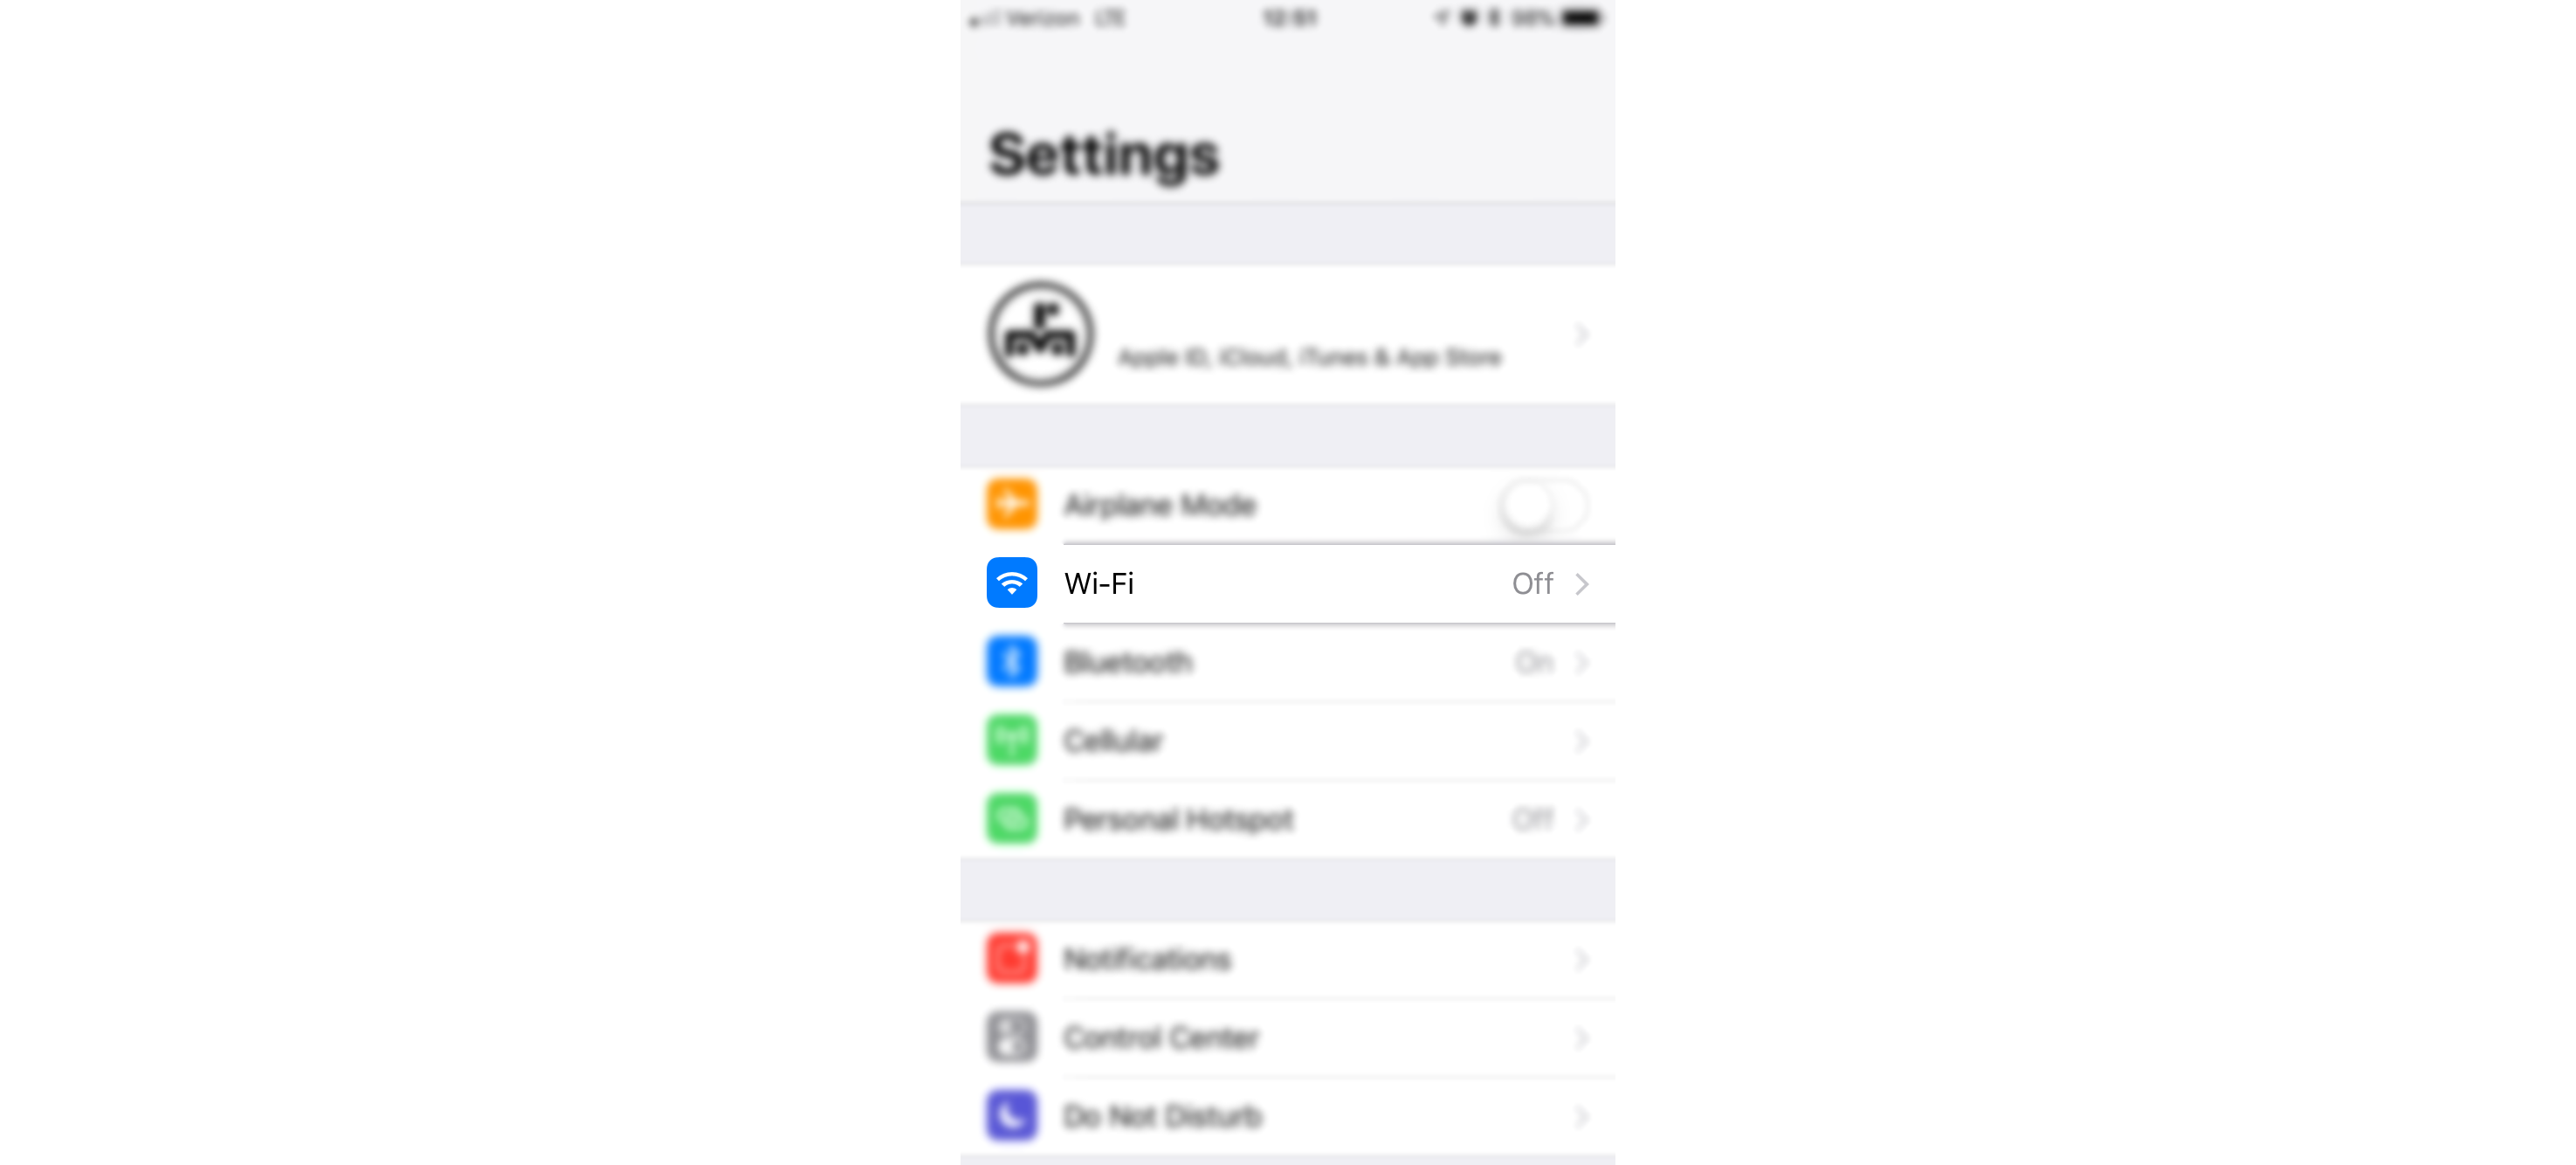 Verizon LTE 12:51
Settings
Apple ID, iCloud, iTunes & App Store
Airplane Mode
Wi-Fi Off
Bluetooth On
Cellular
Personal Hotspot Off
Notifications
Control Center
Do Not Disturb